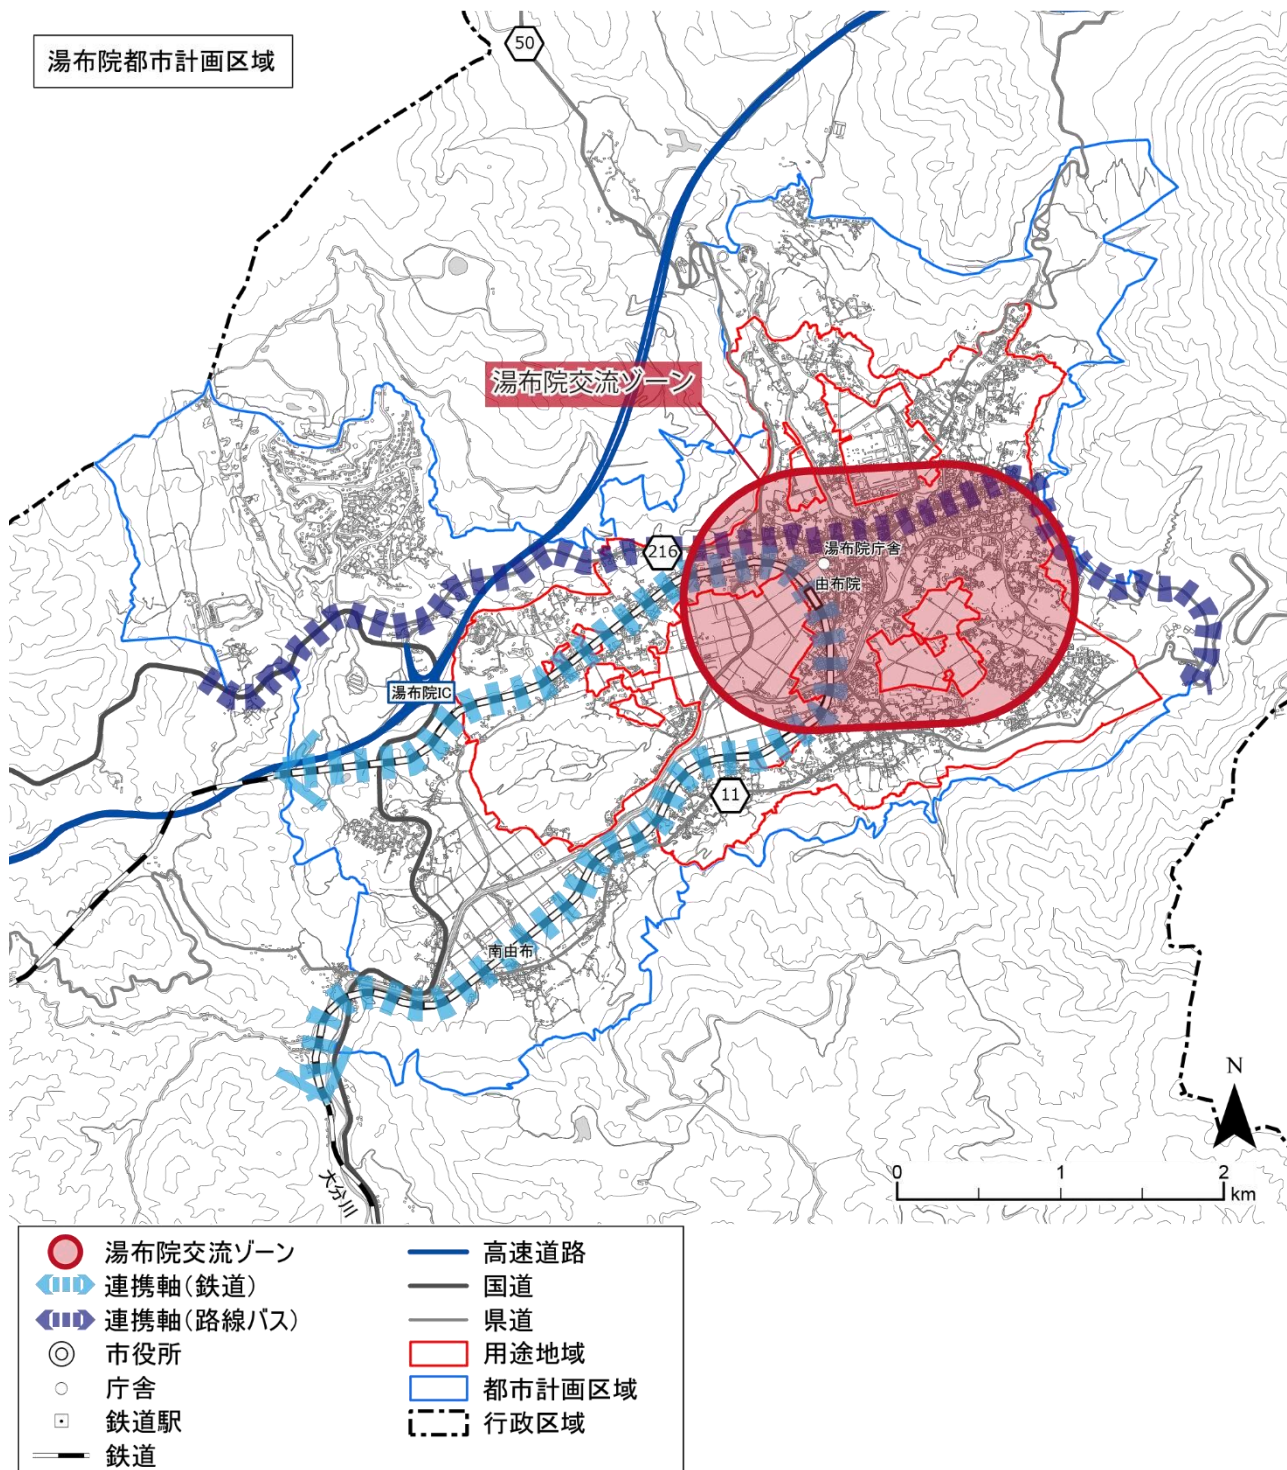 湯布院都市計画区域
50
湯布院交流ゾーン
216
湯布院庁舎
由布院
湯布院IC
11
南由布
大分川
N
0 1 2
km
湯布院交流ゾーン
連携軸(鉄道)
連携軸(路線バス)
市役所
庁舎
鉄道駅
鉄道
高速道路
国道
県道
用途地域
都市計画区域
行政区域